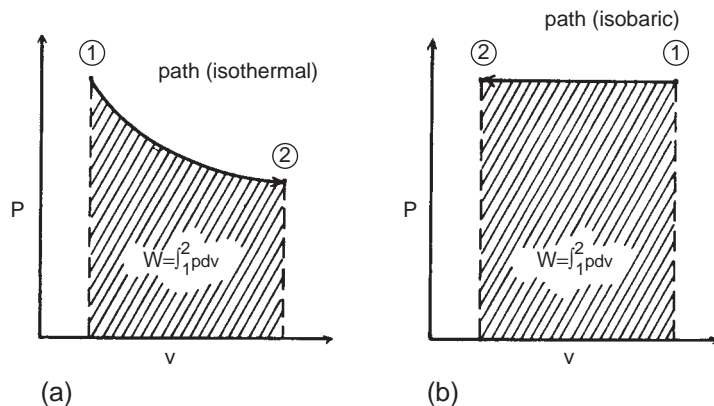 path (isobaric)
① ② ①
path (isothermal)
②
P P
W=∫₁²pdv W=∫₁²pdv
v v
(a) (b)